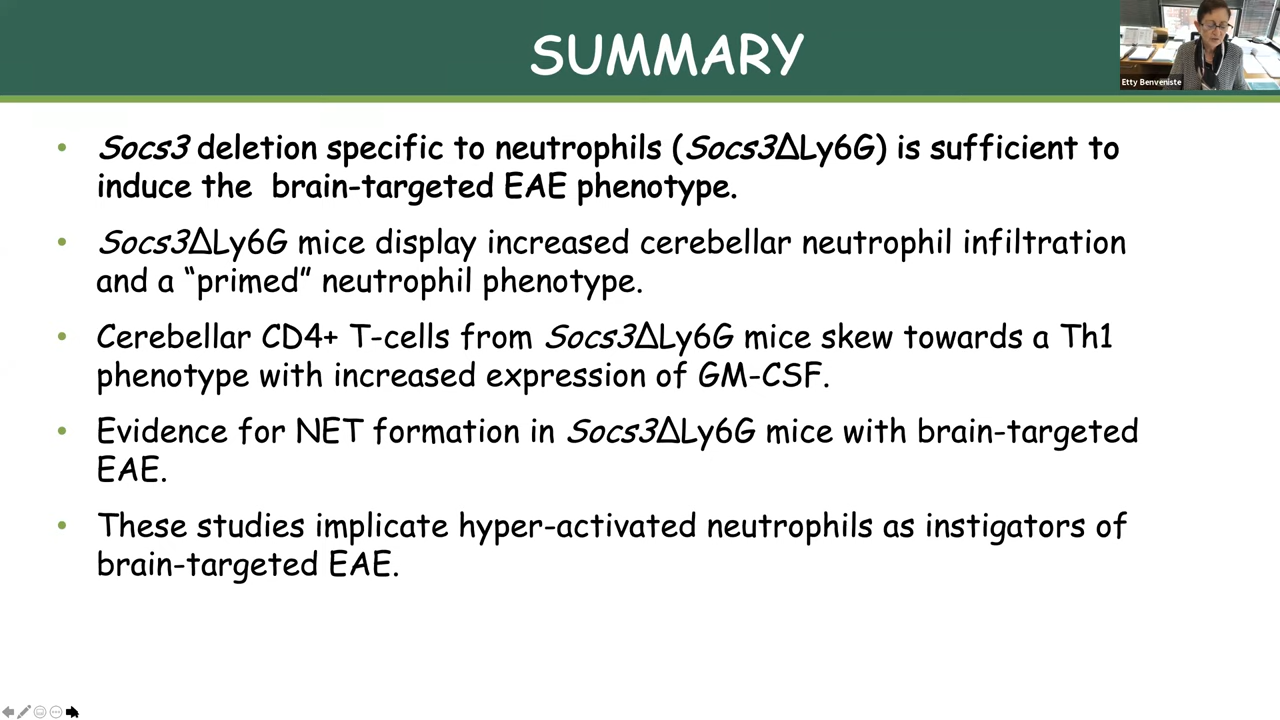 SUMMARY
Etty Benveniste
• Socs3 deletion specific to neutrophils (Socs3ΔLy6G) is sufficient to
induce the  brain-targeted EAE phenotype.
• Socs3ΔLy6G mice display increased cerebellar neutrophil infiltration
and a “primed” neutrophil phenotype.
• Cerebellar CD4+ T-cells from Socs3ΔLy6G mice skew towards a Th1
phenotype with increased expression of GM-CSF.
• Evidence for NET formation in Socs3ΔLy6G mice with brain-targeted
EAE.
• These studies implicate hyper-activated neutrophils as instigators of
brain-targeted EAE.